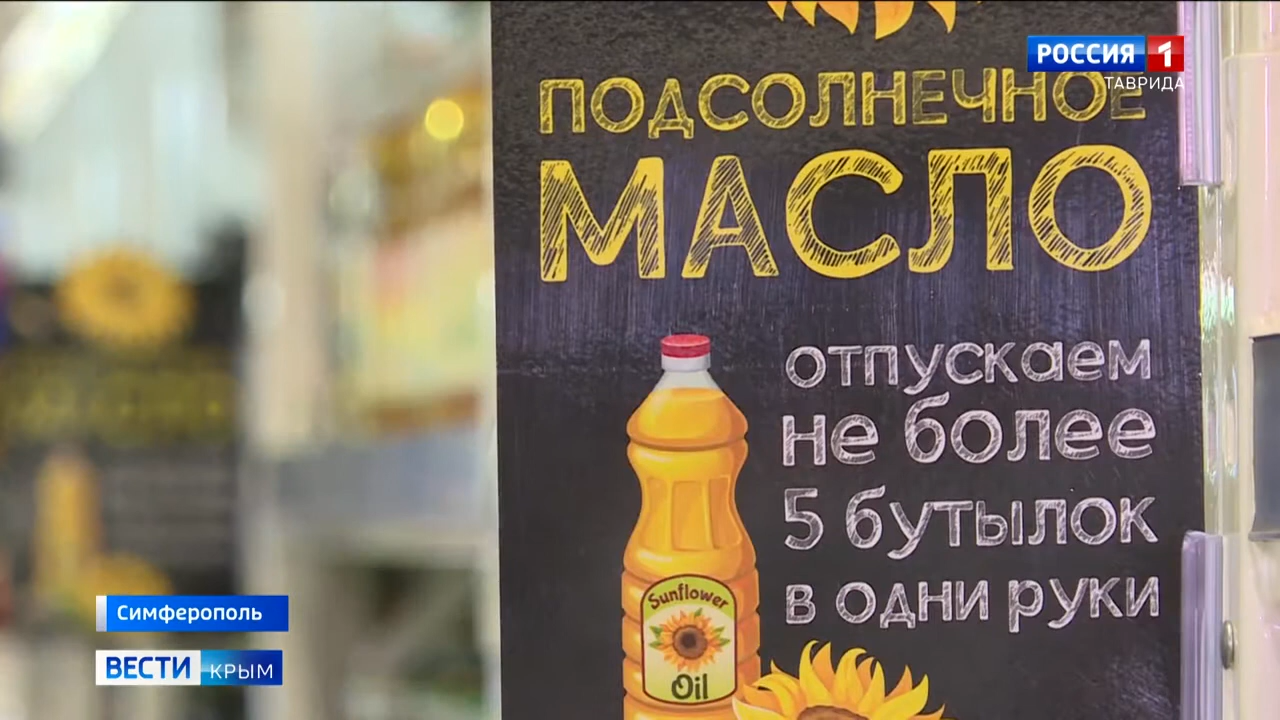 РОССИЯ 1
ТАВРИДА
ПОДСОЛНЕЧНОЕ
МАСЛО
отпускаем
не более
5 бутылок
в одни руки
Sunflower
Oil
Симферополь
ВЕСТИ КРЫМ